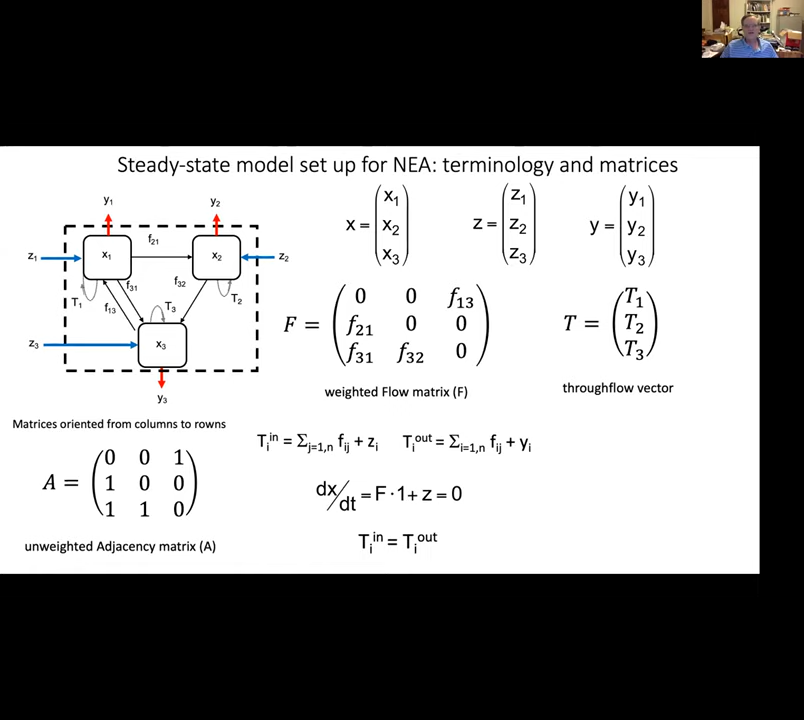 Steady-state model set up for NEA: terminology and matrices
y₁ y₂
z₁ x₁ f₂₁ x₂ z₂
T₁ f₃₁ f₃₂ T₂
f₁₃ T₃
z₃ x₃
y₃
x = (x₁ x₂ x₃)
z = (z₁ z₂ z₃)
y = (y₁ y₂ y₃)
F = (0 0 f₁₃
f₂₁ 0 0
f₃₁ f₃₂ 0)
weighted Flow matrix (F)
T = (T₁ T₂ T₃)
throughflow vector
Matrices oriented from columns to rowns
A = (0 0 1
1 0 0
1 1 0)
unweighted Adjacency matrix (A)
Tᵢⁱⁿ = Σⱼ₌₁,ₙ fᵢⱼ + zᵢ Tᵢᵒᵘᵗ = Σᵢ₌₁,ₙ fᵢⱼ + yᵢ
dx/dt = F · 1 + z = 0
Tᵢⁱⁿ = Tᵢᵒᵘᵗ